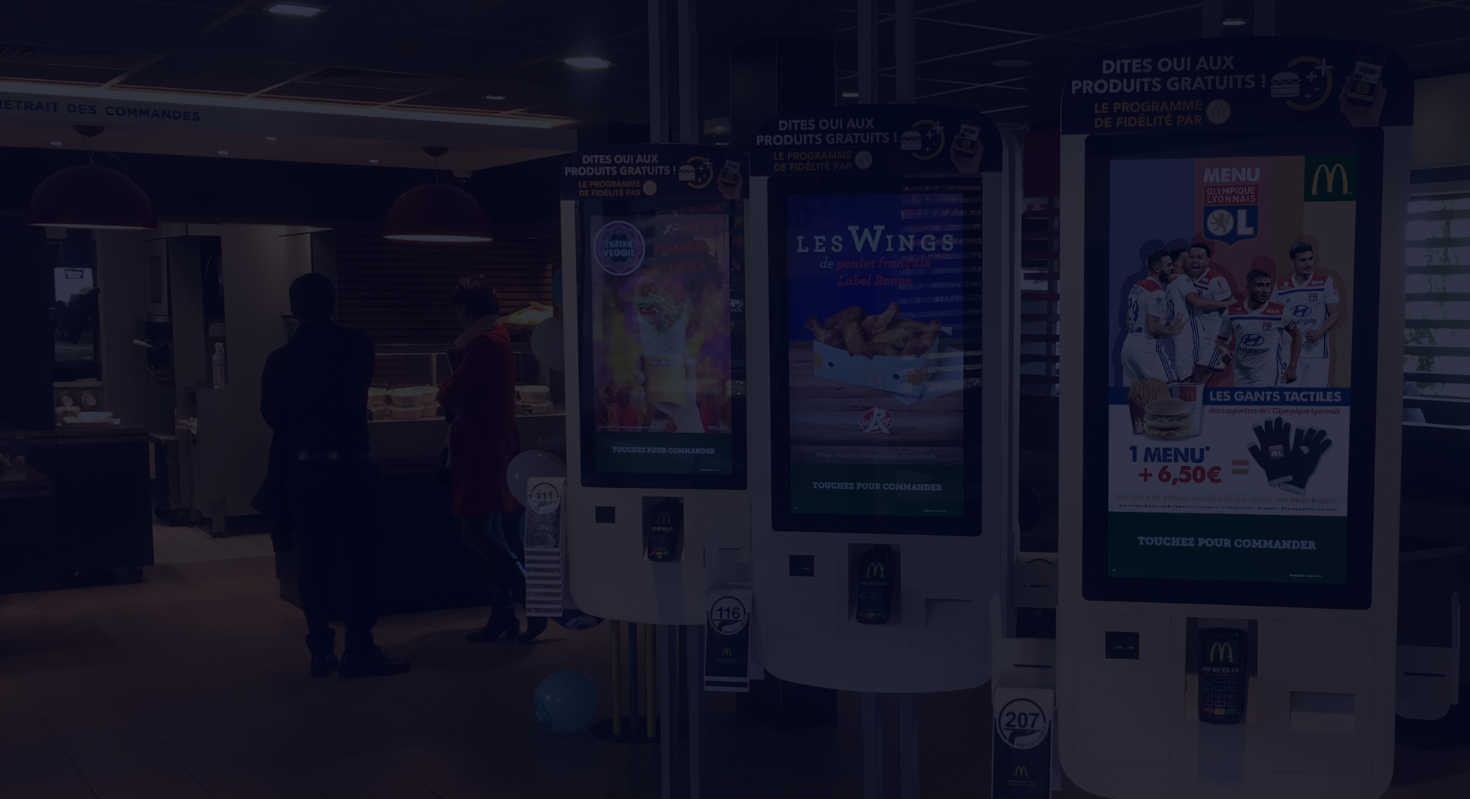 RETRAIT DES COMMANDES
DITES OUI AUX
PRODUITS GRATUITS !
LE PROGRAMME
DE FIDÉLITÉ PAR
VEGGIE
TOUCHEZ POUR COMMANDER
111
116
DITES OUI AUX
PRODUITS GRATUITS !
LE PROGRAMME
DE FIDÉLITÉ PAR
LES WINGS
de poulet français
Label Rouge
TOUCHEZ POUR COMMANDER
207
DITES OUI AUX
PRODUITS GRATUITS !
LE PROGRAMME
DE FIDÉLITÉ PAR
MENU
OLYMPIQUE
LYONNAIS
OL
HYUNDAI
LES GANTS TACTILES
des supporters de l'Olympique Lyonnais
1 MENU*
+ 6,50€
TOUCHEZ POUR COMMANDER